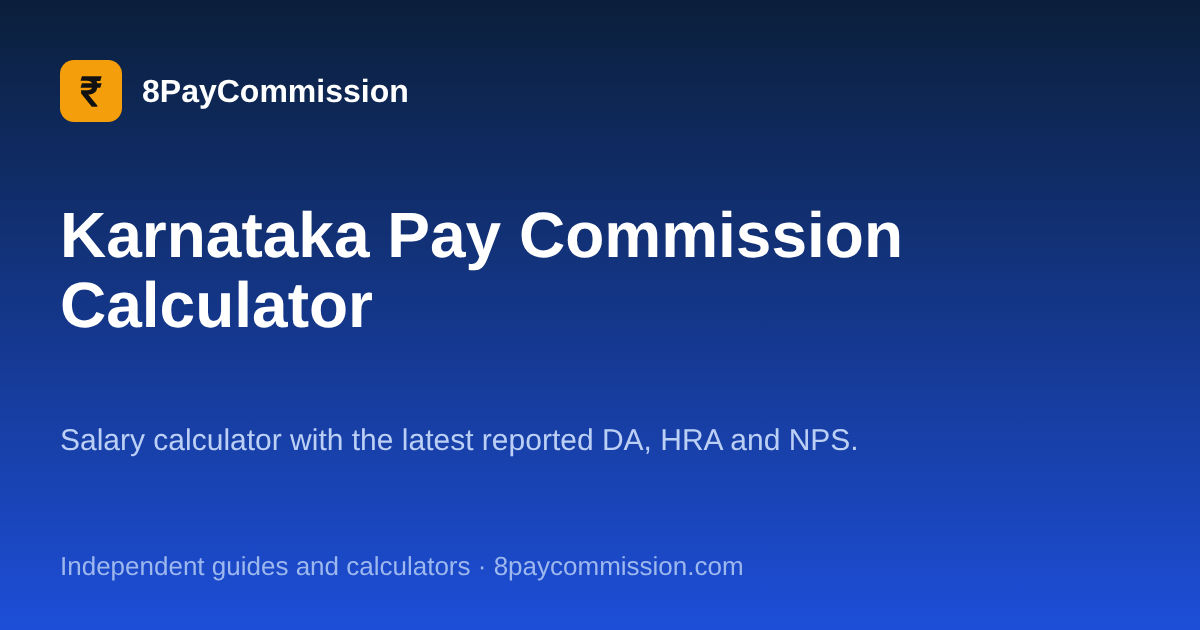 ₹
8PayCommission
Karnataka Pay Commission
Calculator
Salary calculator with the latest reported DA, HRA and NPS.
Independent guides and calculators · 8paycommission.com